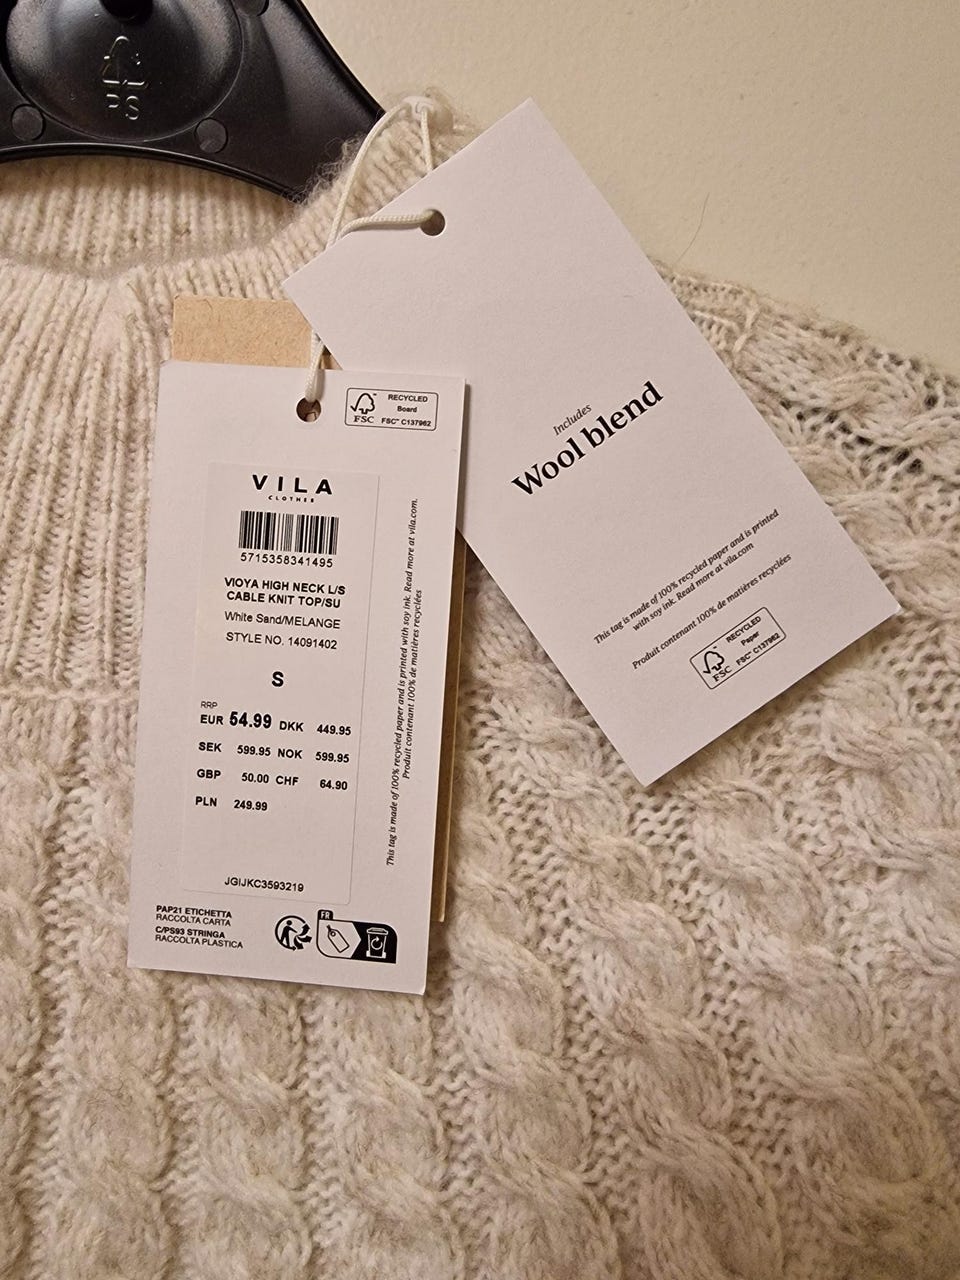 PS
RECYCLED
Board
FSC™ C137962
FSC
VILA
CLOTHES
5715358341495
VIOYA HIGH NECK L/S
CABLE KNIT TOP/SU
White Sand/MELANGE
STYLE NO. 14091402
S
RRP
EUR 54.99 DKK 449.95
SEK 599.95 NOK 599.95
GBP 50.00 CHF 64.90
PLN 249.99
JGIJKC3593219
This tag is made of 100% recycled paper and is printed with soy ink. Read more at vila.com.
Produit contenant 100% de matières recyclées
PAP21 ETICHETTA
RACCOLTA CARTA
C/PS93 STRINGA
RACCOLTA PLASTICA
FR
Includes
Wool blend
This tag is made of 100% recycled paper and is printed
with soy ink. Read more at vila.com
Produit contenant 100% de matières recyclées
RECYCLED
Paper
FSC™ C137962
FSC